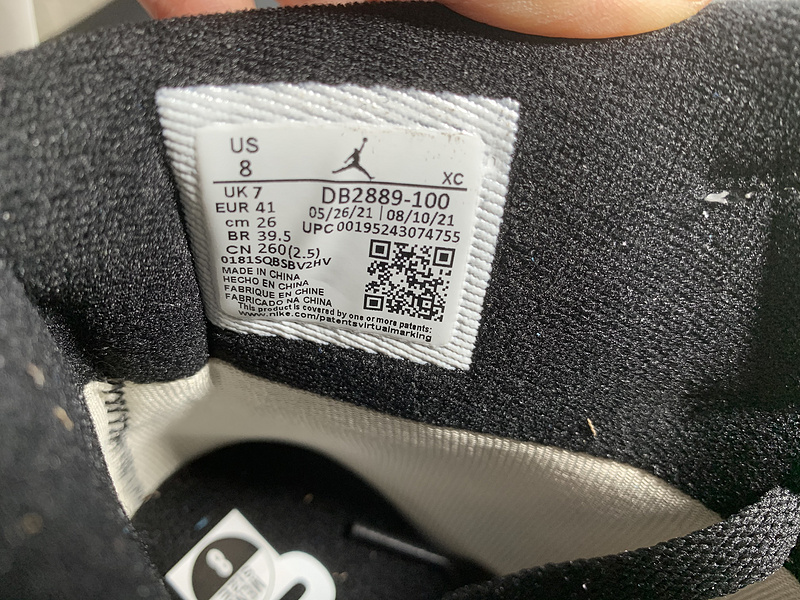 US
8
XC
UK 7
DB2889-100
EUR 41
05/26/21 | 08/10/21
cm 26
UPC 00195243074755
BR 39.5
CN 260(2.5)
0181SQBSBV2HV
MADE IN CHINA
HECHO EN CHINA
FABRIQUE EN CHINE
FABRICADO NA CHINA
This product is covered by one or more patents:
www.nike.com/patentsvirtualmarking
8